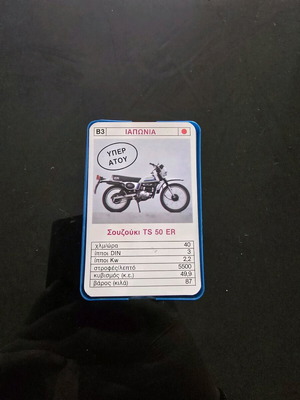 B3 ΙΑΠΩΝΙΑ
ΥΠΕΡ
ΑΤΟΥ
Σουζούκι TS 50 ER
χλμ/ώρα 40
ίπποι DIN 3
ίπποι Kw 2,2
στροφές/λεπτό 5500
κυβισμός (κ.ε.) 49,9
βάρος (κιλά) 87